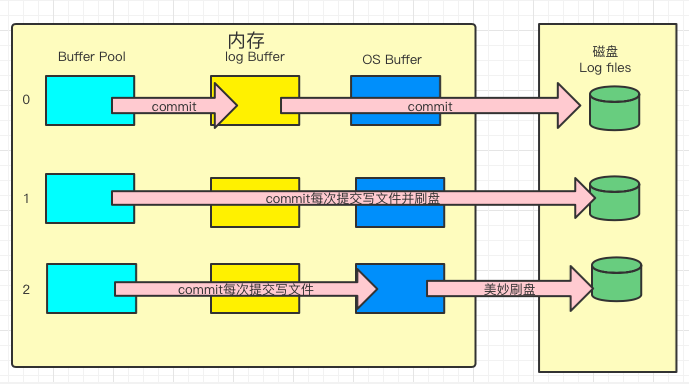 内存
磁盘
Buffer Pool
log Buffer
OS Buffer
Log files
0
commit
commit
1
commit每次提交写文件并刷盘
2
commit每次提交写文件
美妙刷盘